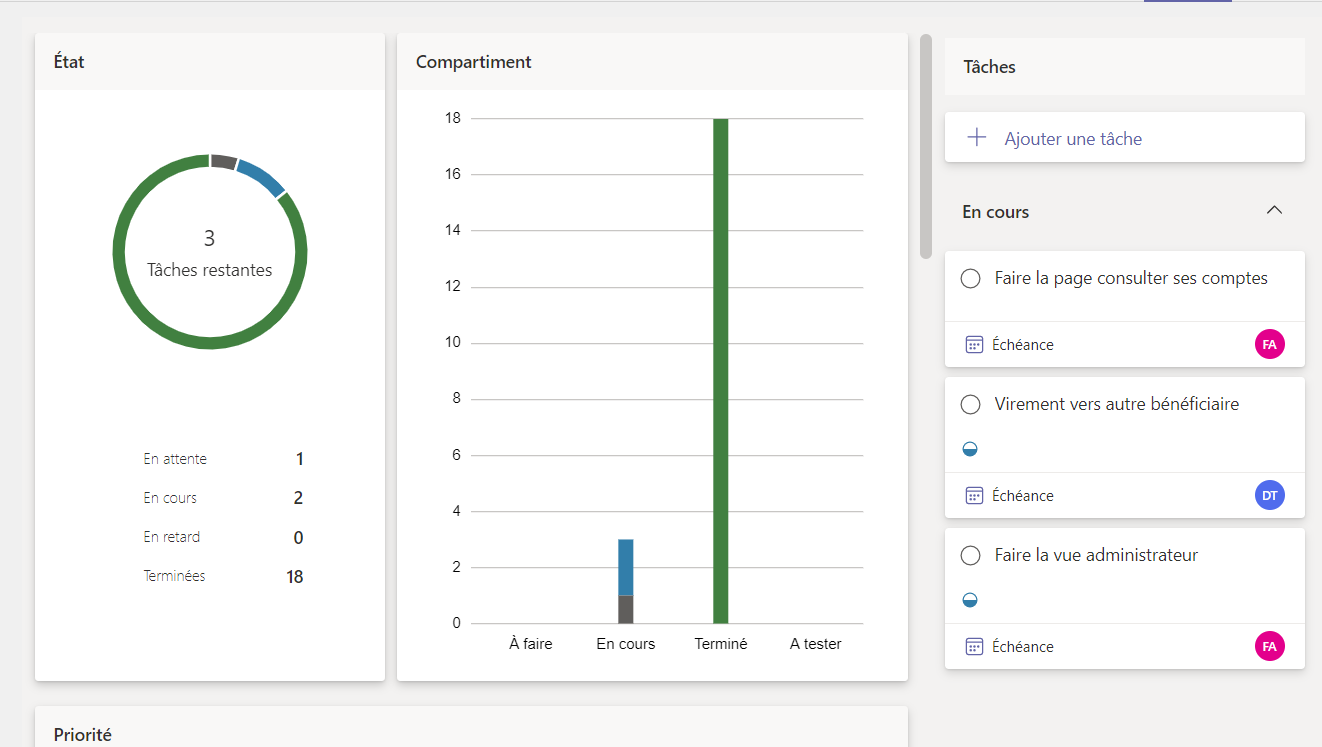 État
3
Tâches restantes
En attente 1
En cours 2
En retard 0
Terminées 18
Compartiment
18
16
14
12
10
8
6
4
2
0
À faire En cours Terminé A tester
Priorité
Tâches
Ajouter une tâche
En cours
Faire la page consulter ses comptes
Échéance FA
Virement vers autre bénéficiaire
Échéance DT
Faire la vue administrateur
Échéance FA